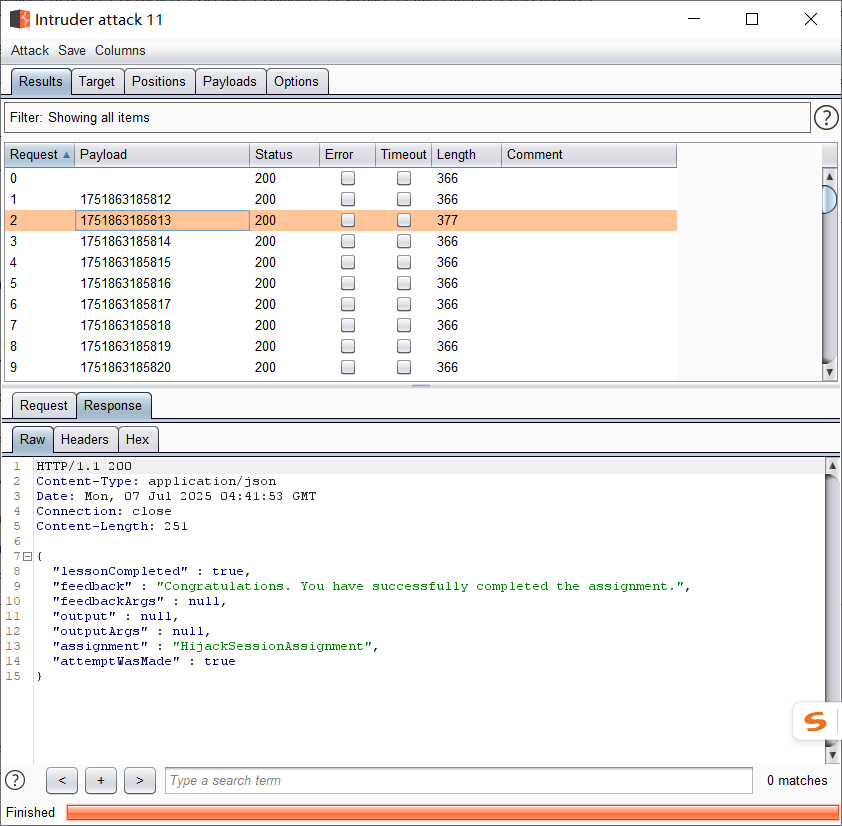 Intruder attack 11
Attack Save Columns
Results Target Positions Payloads Options
Filter: Showing all items ?
Request Payload Status Error Timeout Length Comment
0 200 366
1 1751863185812 200 366
2 1751863185813 200 377
3 1751863185814 200 366
4 1751863185815 200 366
5 1751863185816 200 366
6 1751863185817 200 366
7 1751863185818 200 366
8 1751863185819 200 366
9 1751863185820 200 366
Request Response
Raw Headers Hex
1 HTTP/1.1 200
2 Content-Type: application/json
3 Date: Mon, 07 Jul 2025 04:41:53 GMT
4 Connection: close
5 Content-Length: 251
6
7 {
8 "lessonCompleted" : true,
9 "feedback" : "Congratulations. You have successfully completed the assignment.",
10 "feedbackArgs" : null,
11 "output" : null,
12 "outputArgs" : null,
13 "assignment" : "HijackSessionAssignment",
14 "attemptWasMade" : true
15 }
S
? < + > Type a search term 0 matches
Finished